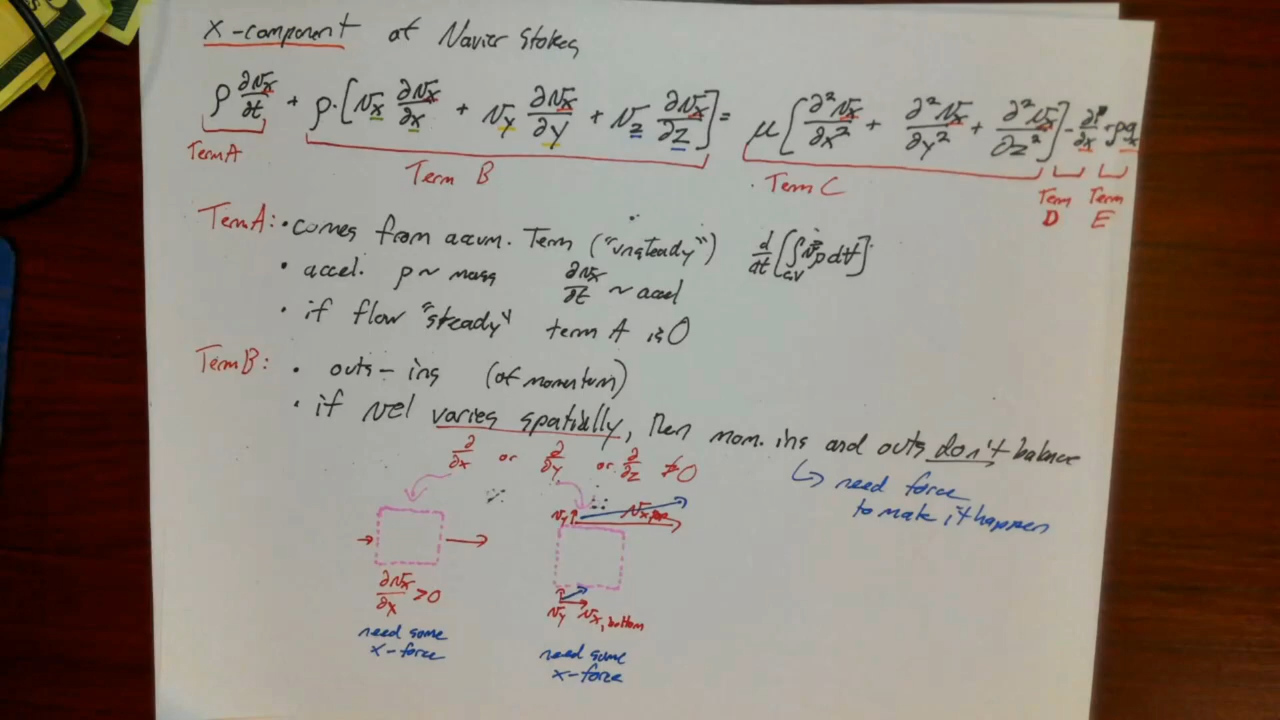 x-component of Navier Stokes
ρ ∂vx/∂t + ρ·[vx ∂vx/∂x + vy ∂vx/∂y + vz ∂vx/∂z] = μ[∂²vx/∂x² + ∂²vx/∂y² + ∂²vx/∂z²] - ∂P/∂x + ρgx
Term A Term B Term C Term D Term E
Term A: • comes from accum. Term ("unsteady") d/dt[∫c.v v⃗ρdV]
• accel. ρ ~ mass ∂vx/∂t ~ accel
• if flow "steady" term A is 0
Term B: • outs - ins (of momentum)
• if vel varies spatially, then mom. ins and outs don't balance
∂/∂x or ∂/∂y or ∂/∂z ≠ 0
↳ need force
to make it happen
vy vx,
∂vx/∂x > 0
vy vx, bottom
need some
x-force
need some
x-force